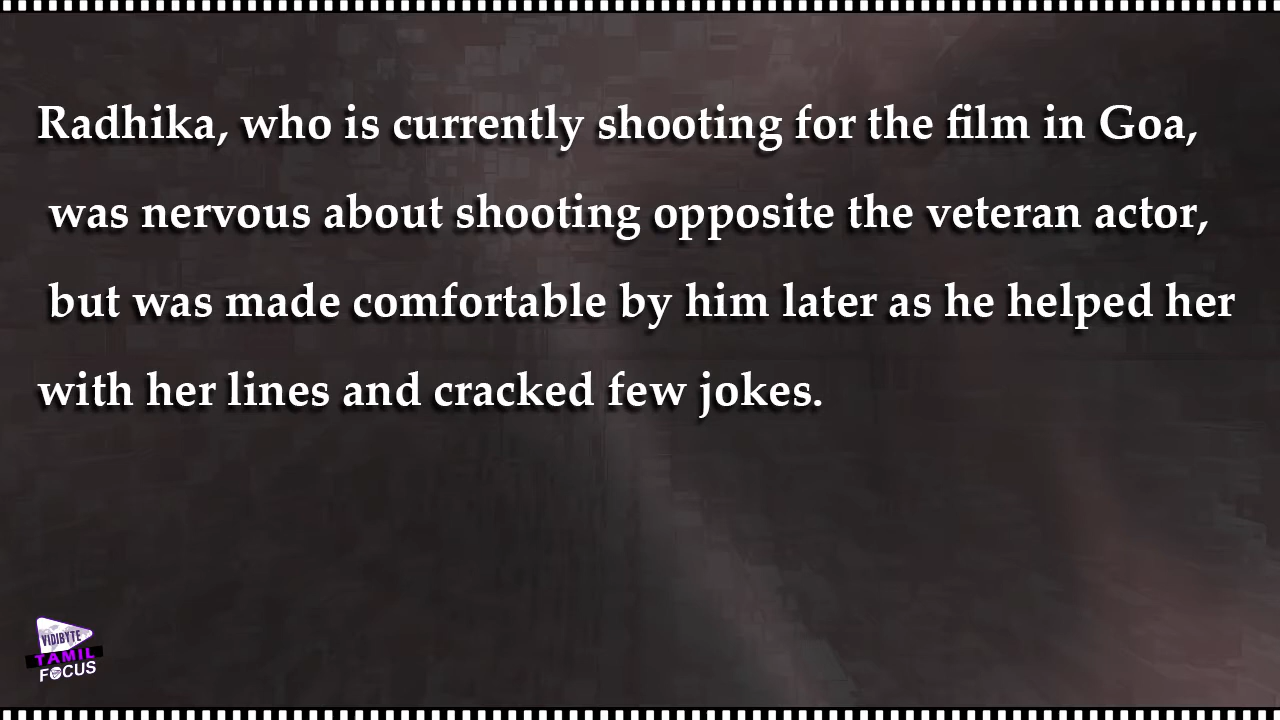 Radhika, who is currently shooting for the film in Goa,
was nervous about shooting opposite the veteran actor,
but was made comfortable by him later as he helped her
with her lines and cracked few jokes.
VIDIBYTE
TAMIL
FOCUS